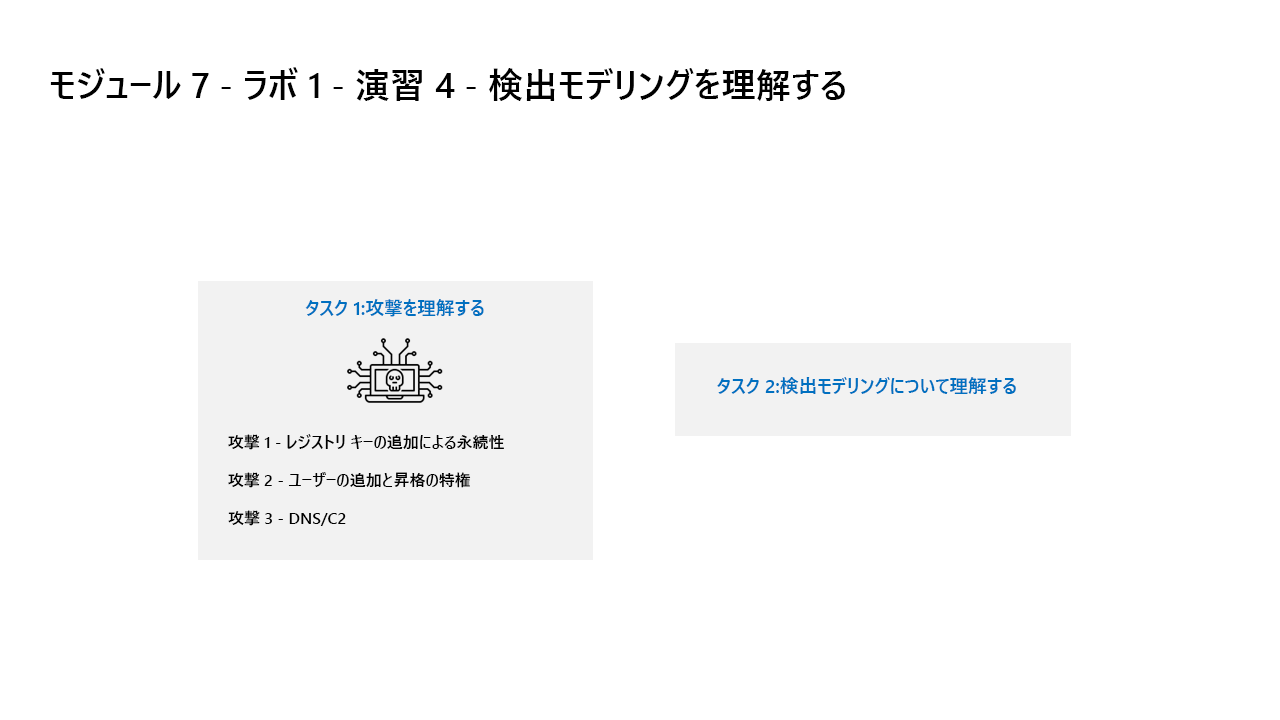 モジュール 7 - ラボ 1 - 演習 4 - 検出モデリングを理解する
タスク 1:攻撃を理解する
攻撃 1 - レジストリ キーの追加による永続性
攻撃 2 - ユーザーの追加と昇格の特権
攻撃 3 - DNS/C2
タスク 2:検出モデリングについて理解する